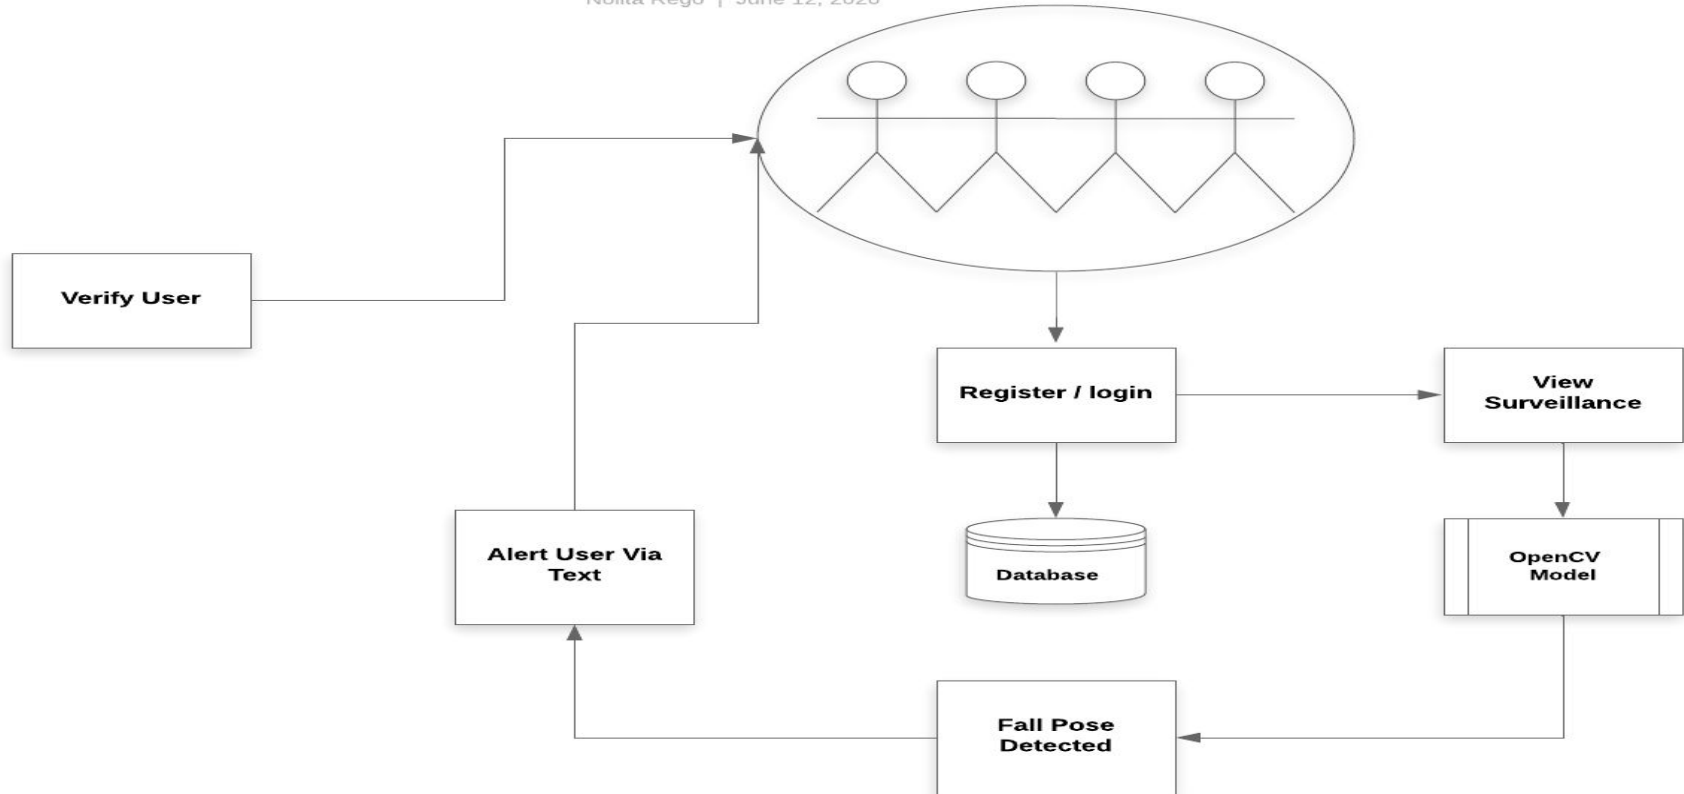 Verify User
Register / login
View
Surveillance
Alert User Via
Text
Database
OpenCV
Model
Fall Pose
Detected